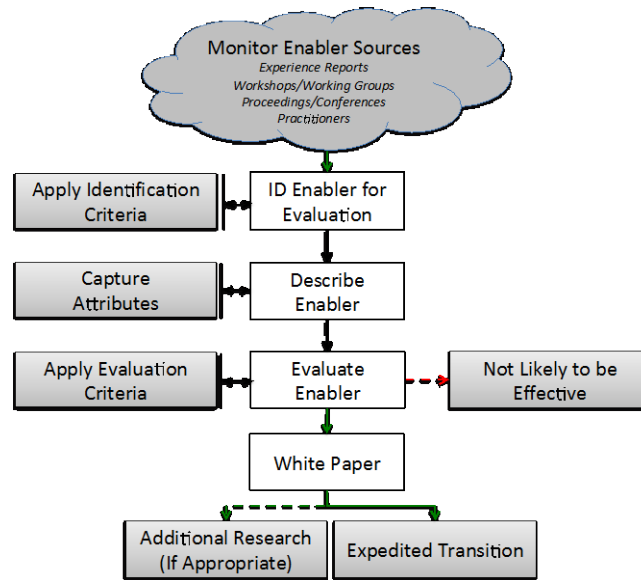 Monitor Enabler Sources
Experience Reports
Workshops/Working Groups
Proceedings/Conferences
Practitioners
Apply Identification
Criteria
ID Enabler for
Evaluation
Capture
Attributes
Describe
Enabler
Apply Evaluation
Criteria
Evaluate
Enabler
Not Likely to be
Effective
White Paper
Additional Research
(If Appropriate)
Expedited Transition